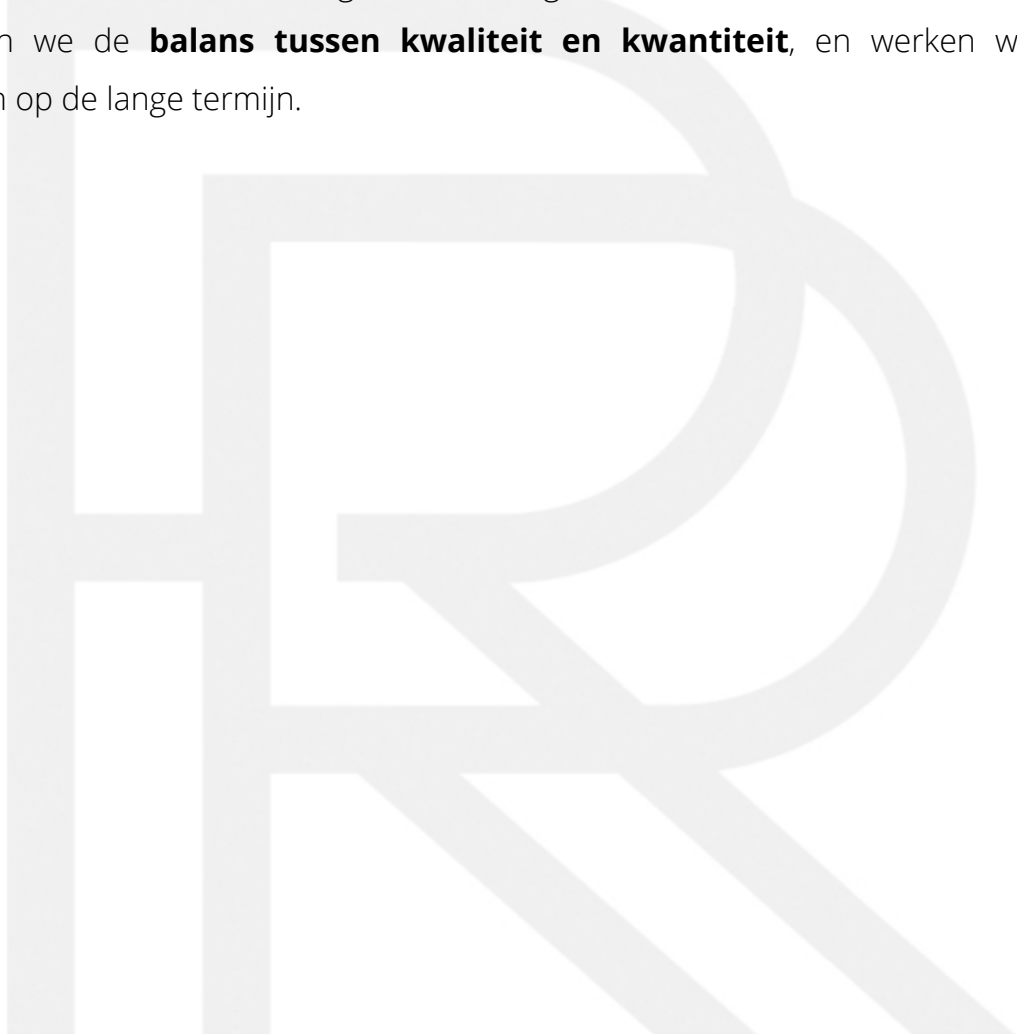 we de balans tussen kwaliteit en kwantiteit, en werken
op de lange termijn.